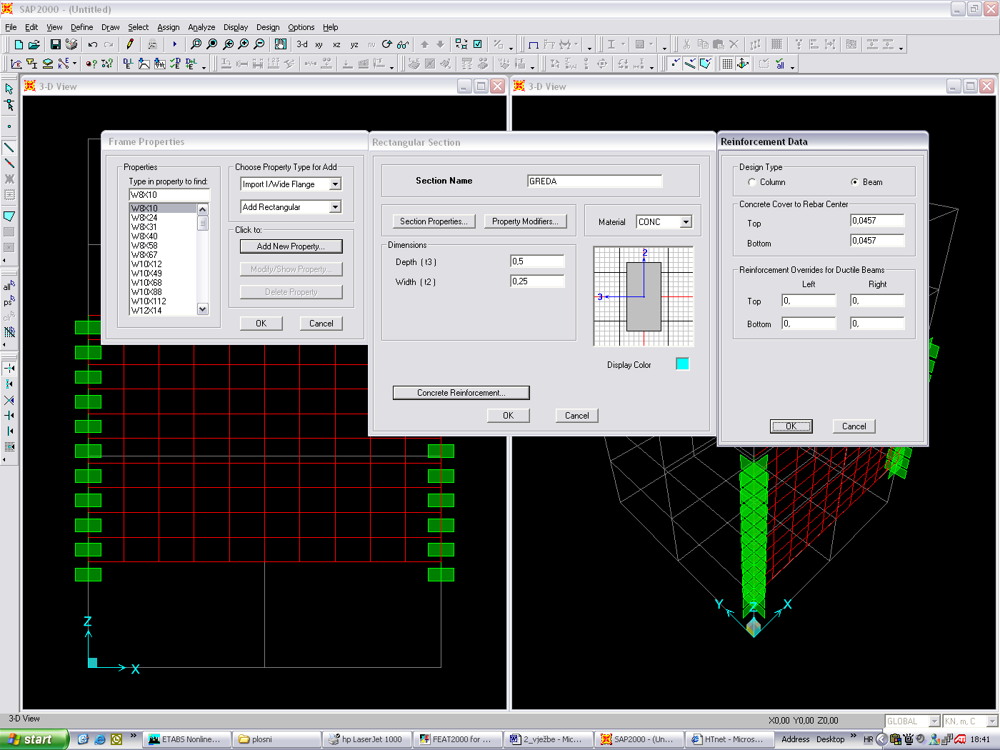 SAP2000 - (Untitled)
File Edit View Define Draw Select Assign Analyze Display Design Options Help
3-d xy xz yz nv
3-D View
3-D View
all
ps
clr
Frame Properties
Properties
Type in property to find:
W8X10
W8X10
W8X24
W8X31
W8X40
W8X58
W8X67
W10X12
W10X49
W10X68
W10X88
W10X112
W12X14
Choose Property Type for Add
Import I/Wide Flange
Add Rectangular
Click to:
Add New Property...
Modify/Show Property...
Delete Property
OK Cancel
Rectangular Section
Section Name GREDA
Section Properties... Property Modifiers... Material CONC
Dimensions
Depth ( t3 ) 0,5
Width ( t2 ) 0,25
2
3
Display Color
Concrete Reinforcement...
OK Cancel
Reinforcement Data
Design Type
Column Beam
Concrete Cover to Rebar Center
Top 0,0457
Bottom 0,0457
Reinforcement Overrides for Ductile Beams
Left Right
Top 0, 0,
Bottom 0, 0,
OK Cancel
Z
X
Y Z X
3-D View X0,00 Y0,00 Z0,00 GLOBAL KN, m, C
start ETABS Nonline... plosni hp LaserJet 1000 FEAT2000 for ... 2_vježbe - Mic... SAP2000 - (Un... HTnet - Micros... Address Desktop HR 18:41